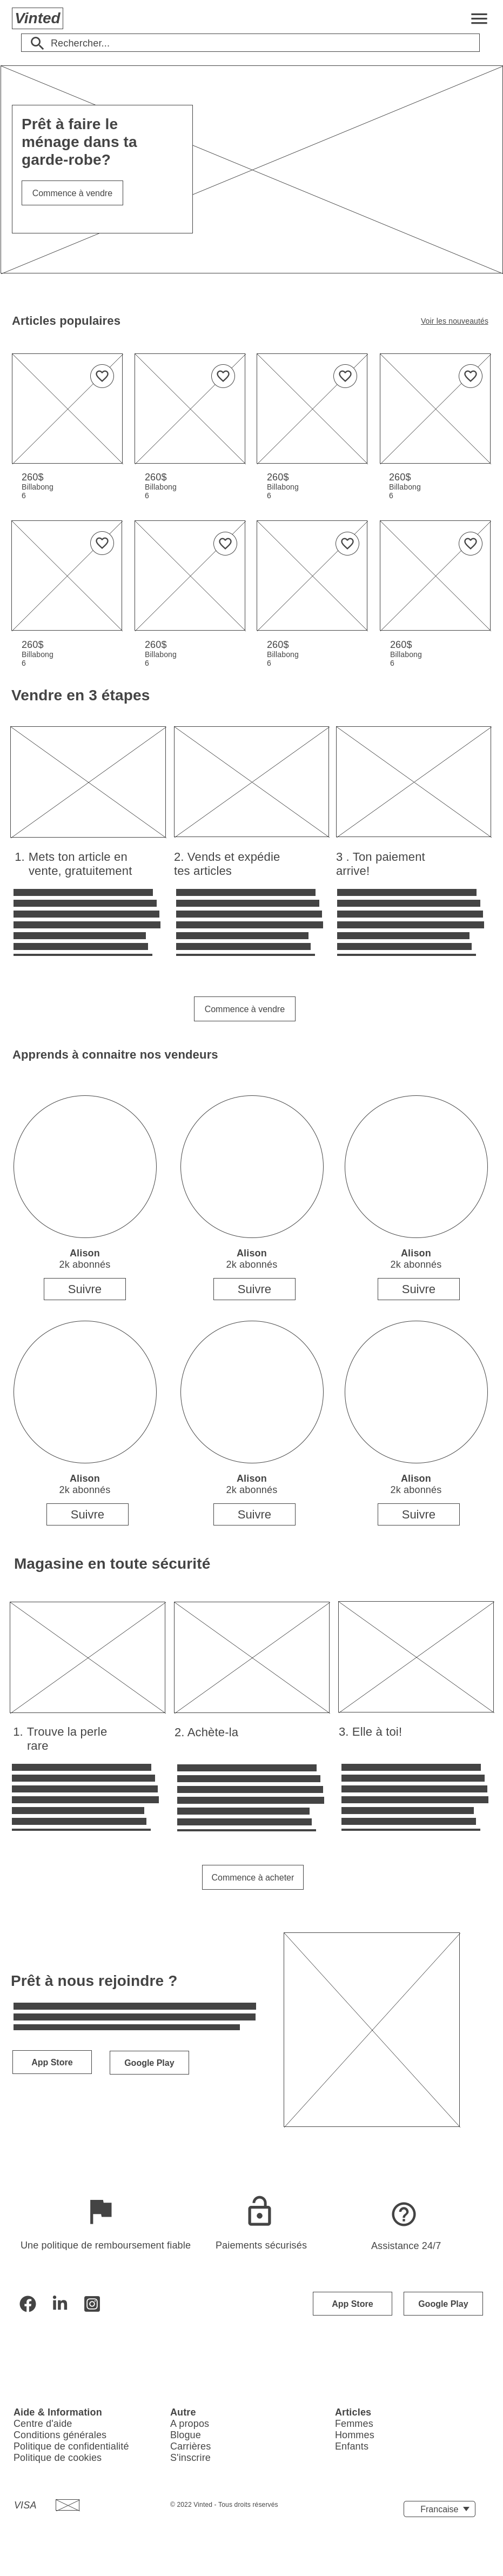 Vinted
Rechercher...
Prêt à faire le
ménage dans ta
garde-robe?
Commence à vendre
Articles populaires
Voir les nouveautés
260$
Billabong
6
260$
Billabong
6
260$
Billabong
6
260$
Billabong
6
260$
Billabong
6
260$
Billabong
6
260$
Billabong
6
260$
Billabong
6
Vendre en 3 étapes
1. Mets ton article en
vente, gratuitement
2. Vends et expédie
tes articles
3 . Ton paiement
arrive!
Commence à vendre
Apprends à connaitre nos vendeurs
Alison
2k abonnés
Suivre
Alison
2k abonnés
Suivre
Alison
2k abonnés
Suivre
Alison
2k abonnés
Suivre
Alison
2k abonnés
Suivre
Alison
2k abonnés
Suivre
Magasine en toute sécurité
1. Trouve la perle
rare
2. Achète-la
3. Elle à toi!
Commence à acheter
Prêt à nous rejoindre ?
App Store
Google Play
Une politique de remboursement fiable
Paiements sécurisés
Assistance 24/7
App Store
Google Play
Aide & Information
Centre d'aide
Conditions générales
Politique de confidentialité
Politique de cookies
Autre
A propos
Blogue
Carrières
S'inscrire
Articles
Femmes
Hommes
Enfants
VISA
© 2022 Vinted - Tous droits réservés
Francaise